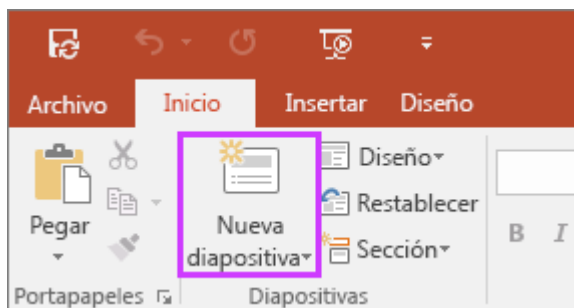 Archivo Inicio Insertar Diseño
Diseño
Restablecer
Pegar
Nueva
diapositiva
Sección
B I
Portapapeles Diapositivas